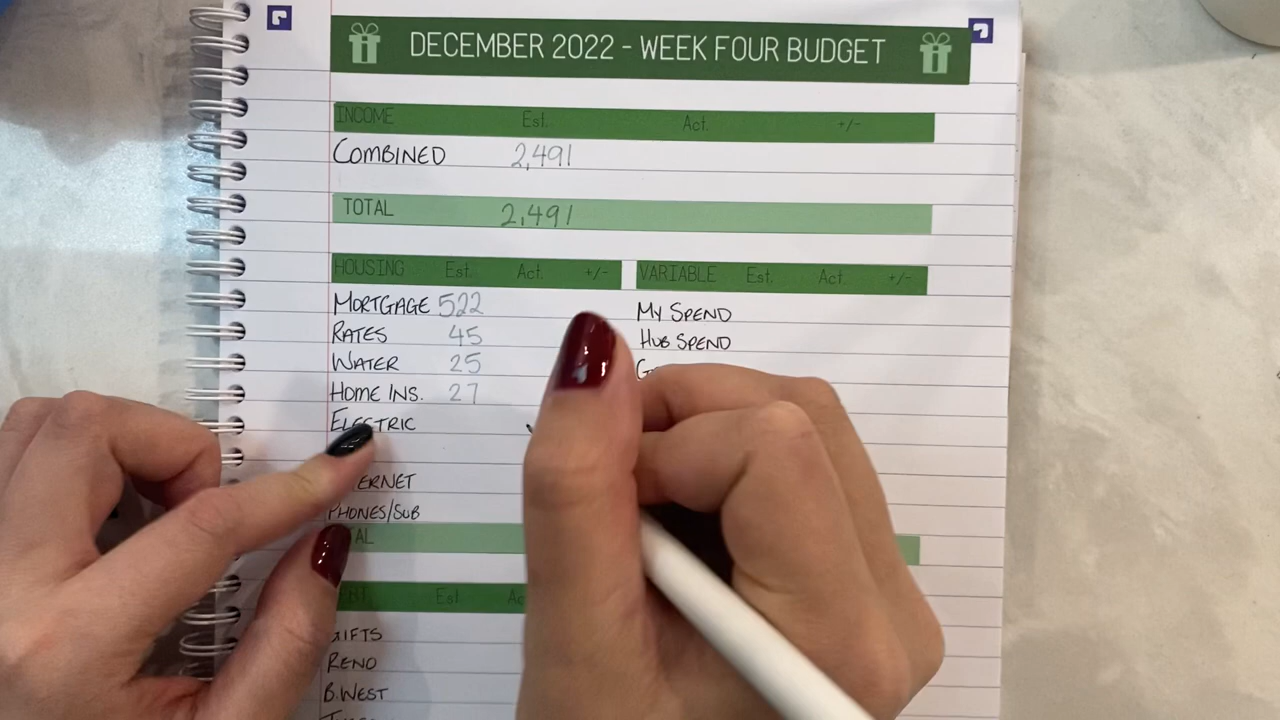 DECEMBER 2022 - WEEK FOUR BUDGET
INCOME Est. Act. +/-
COMBINED 2,491
TOTAL 2,491
HOUSING Est. Act. +/-
MORTGAGE 522
RATES 45
WATER 25
HOME INS. 27
ELECTRIC
PHONES/SUB
VARIABLE Est. Act. +/-
MY SPEND
HUB SPEND
Est.
GIFTS
RENO
B.WEST